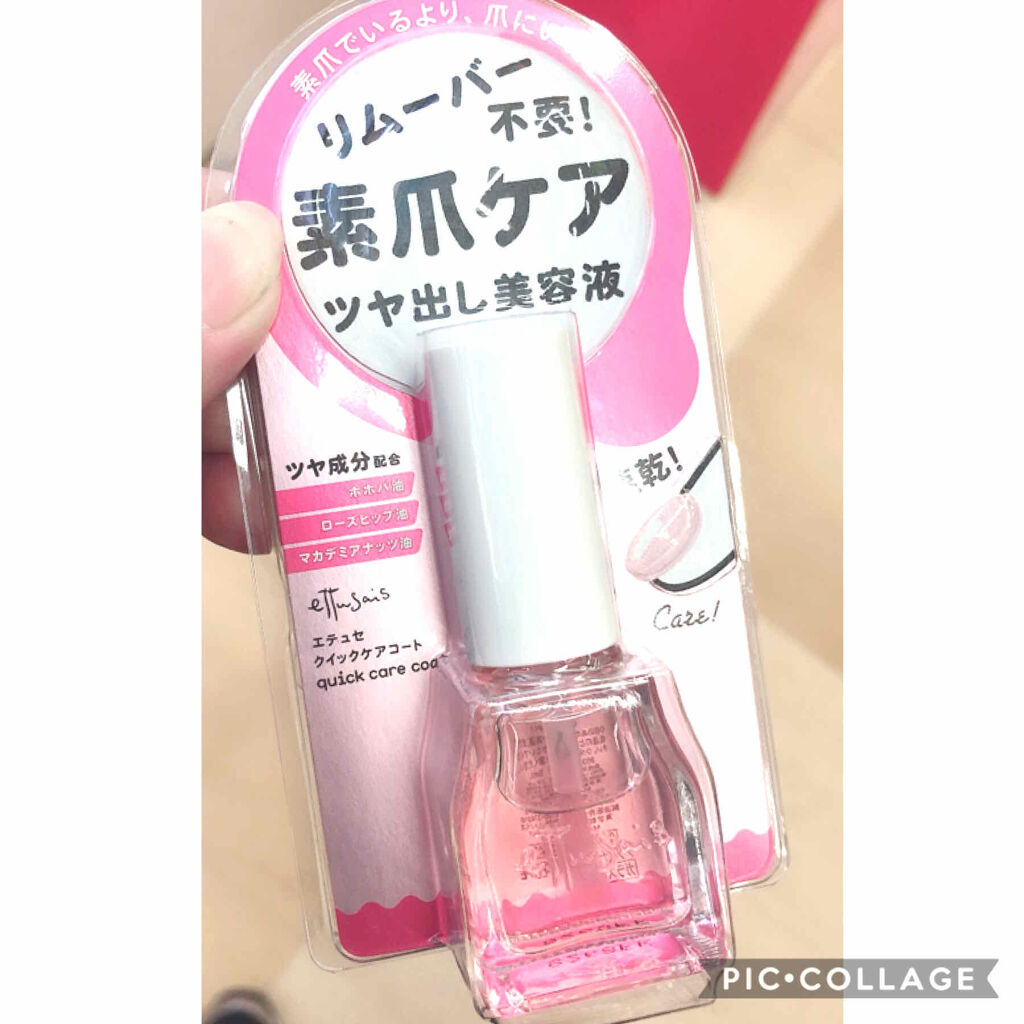 素爪でいるより、爪にい
リムーバー
不要!
素爪ケア
ツヤ出し美容液
ツヤ成分配合
ホホバ油
ローズヒップ油
マカデミアナッツ油
速乾!
Care!
ettusais
エテュセ
クイックケアコート
quick care coa
PIC•COLLAGE